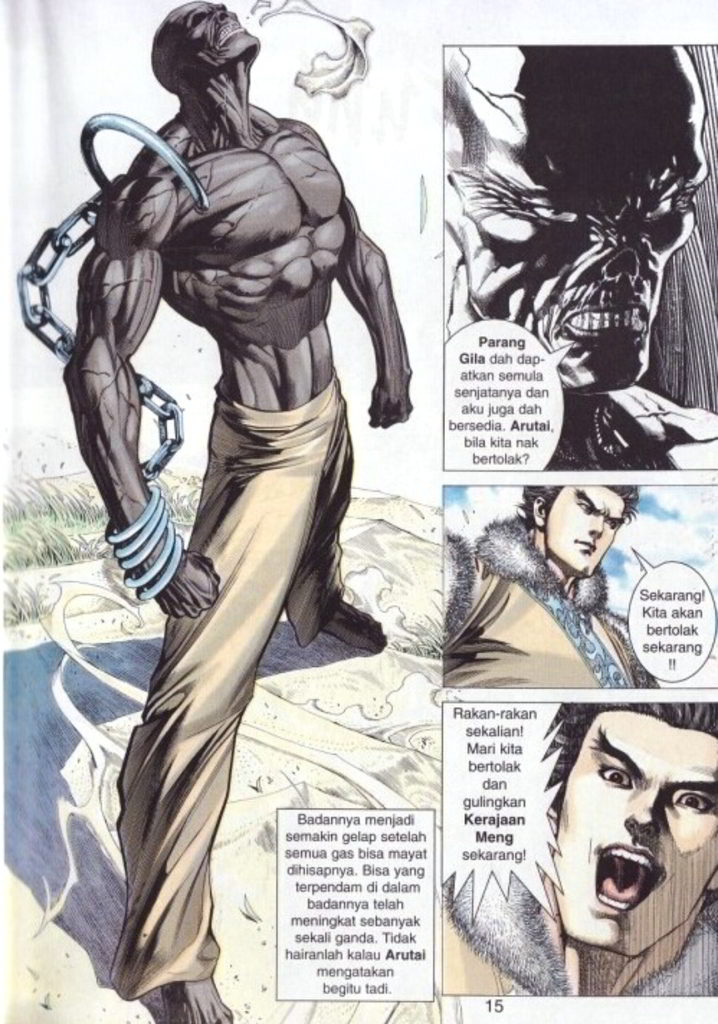 Parang
Gila dah dap-
atkan semula
senjatanya dan
aku juga dah
bersedia. Arutai,
bila kita nak
bertolak?
Sekarang!
Kita akan
bertolak
sekarang
!!
Rakan-rakan
sekalian!
Mari kita
bertolak
dan
gulingkan
Kerajaan
Meng
sekarang!
Badannya menjadi
semakin gelap setelah
semua gas bisa mayat
dihisapnya. Bisa yang
terpendam di dalam
badannya telah
meningkat sebanyak
sekali ganda. Tidak
hairanlah kalau Arutai
mengatakan
begitu tadi.
15